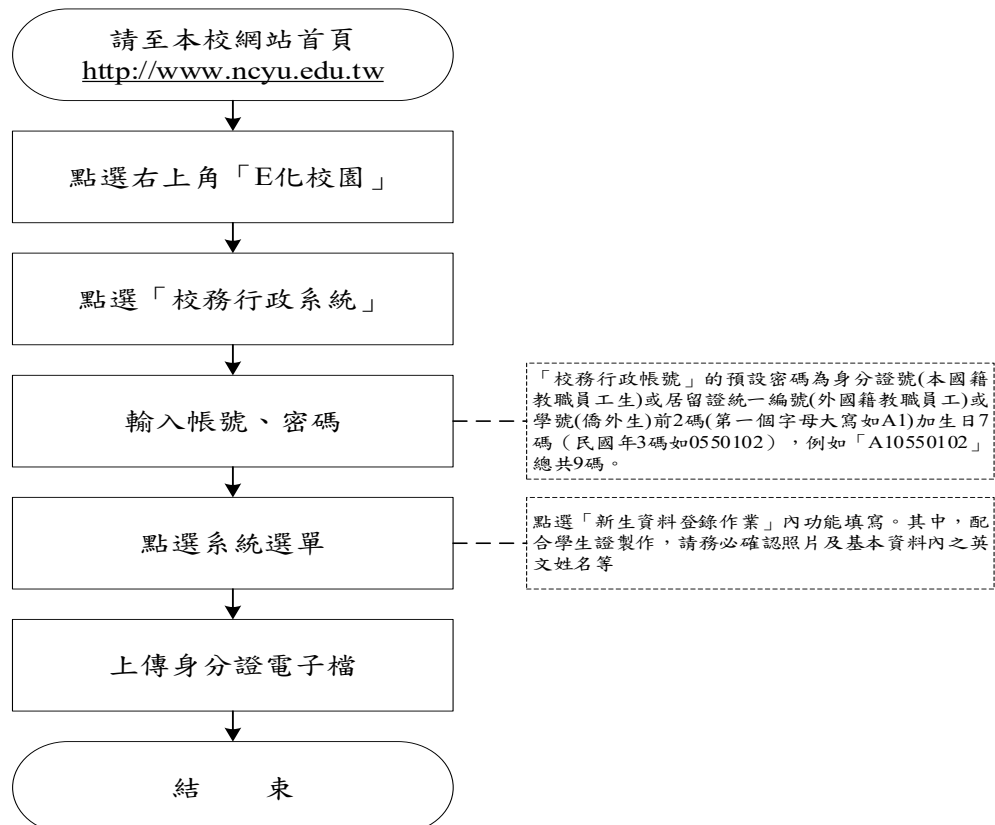 請至本校網站首頁
http://www.ncyu.edu.tw
點選右上角「E化校園」
點選「校務行政系統」
輸入帳號、密碼
「校務行政帳號」的預設密碼為身分證號(本國籍
教職員工生)或居留證統一編號(外國籍教職員工)或
學號(僑外生)前2碼(第一個字母大寫如A1)加生日7
碼（民國年3碼如0550102），例如「A10550102」
總共9碼。
點選系統選單
點選「新生資料登錄作業」內功能填寫。其中，配
合學生證製作，請務必確認照片及基本資料內之英
文姓名等
上傳身分證電子檔
結 束